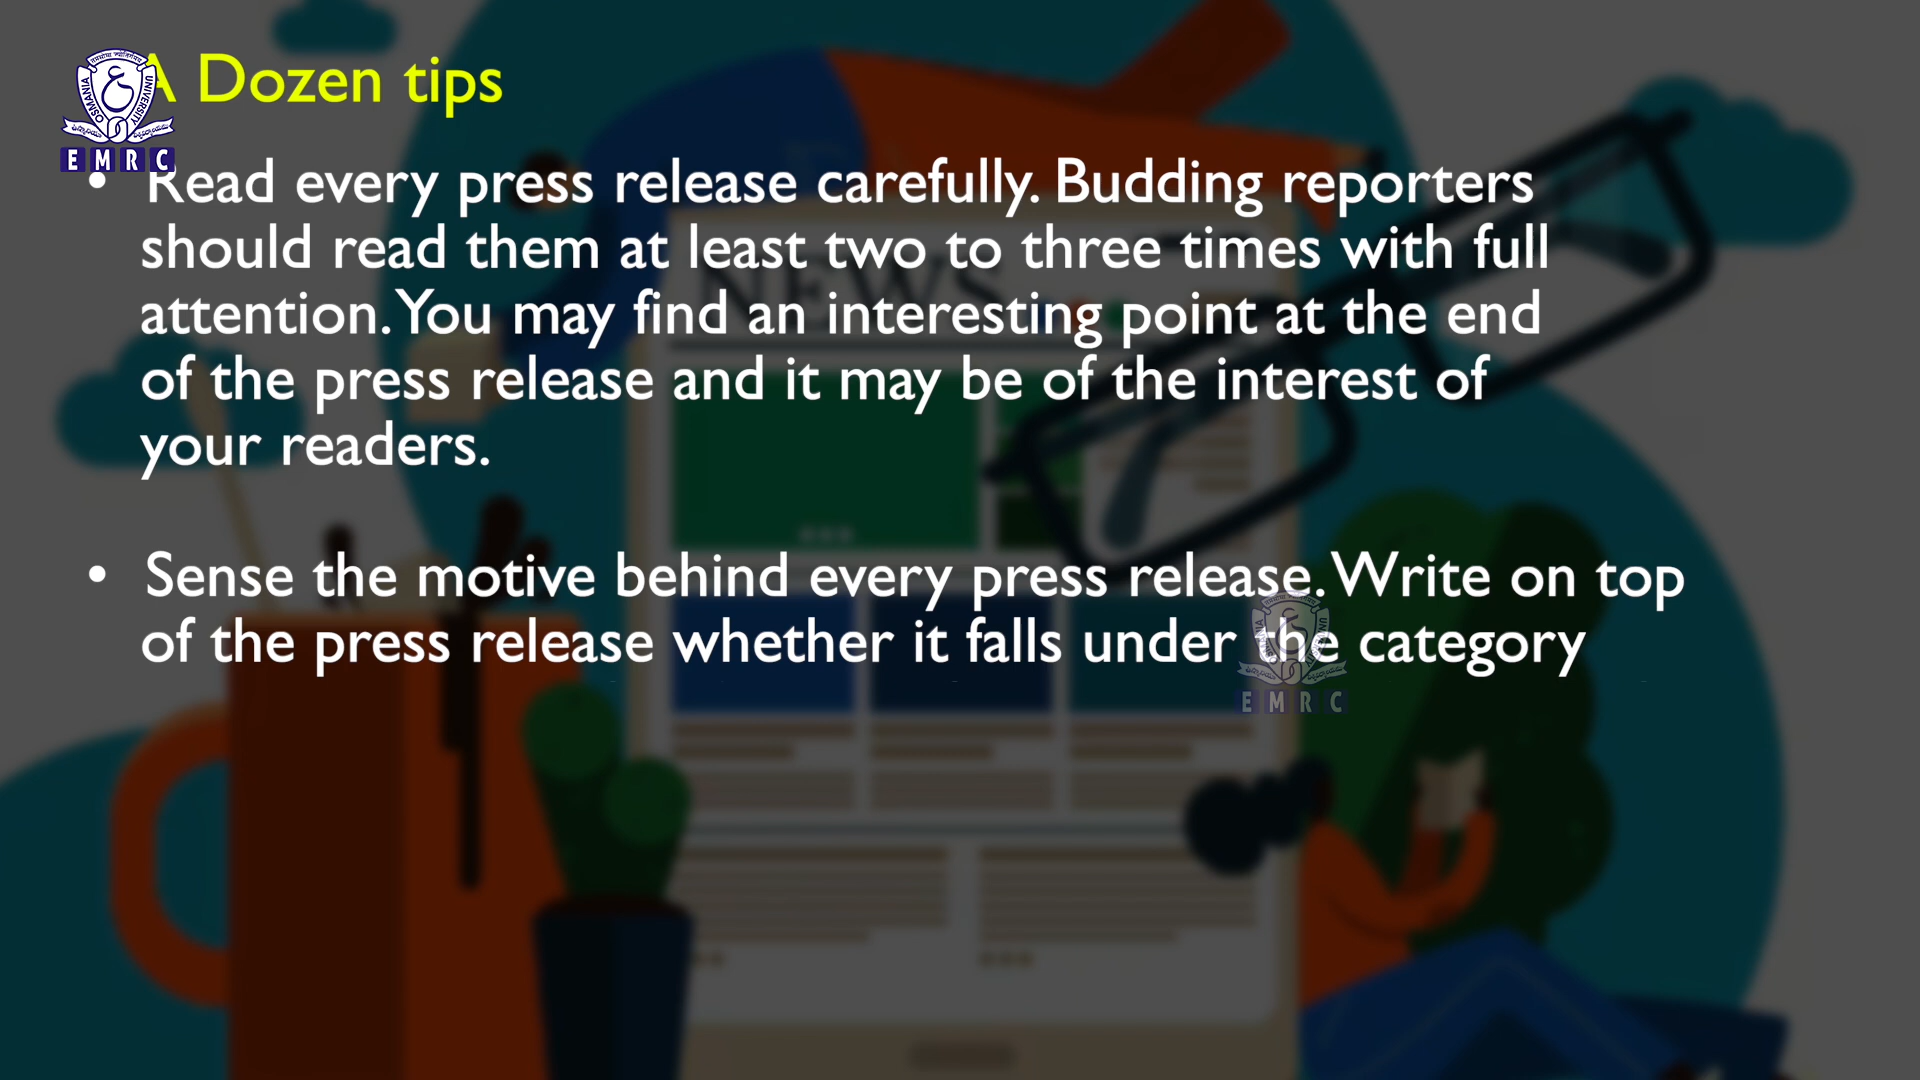 A Dozen tips
OSMANIA UNIVERSITY
EMRC
• Read every press release carefully. Budding reporters
should read them at least two to three times with full
attention. You may find an interesting point at the end
of the press release and it may be of the interest of
your readers.
• Sense the motive behind every press release. Write on top
of the press release whether it falls under the category
EMRC
NEWS